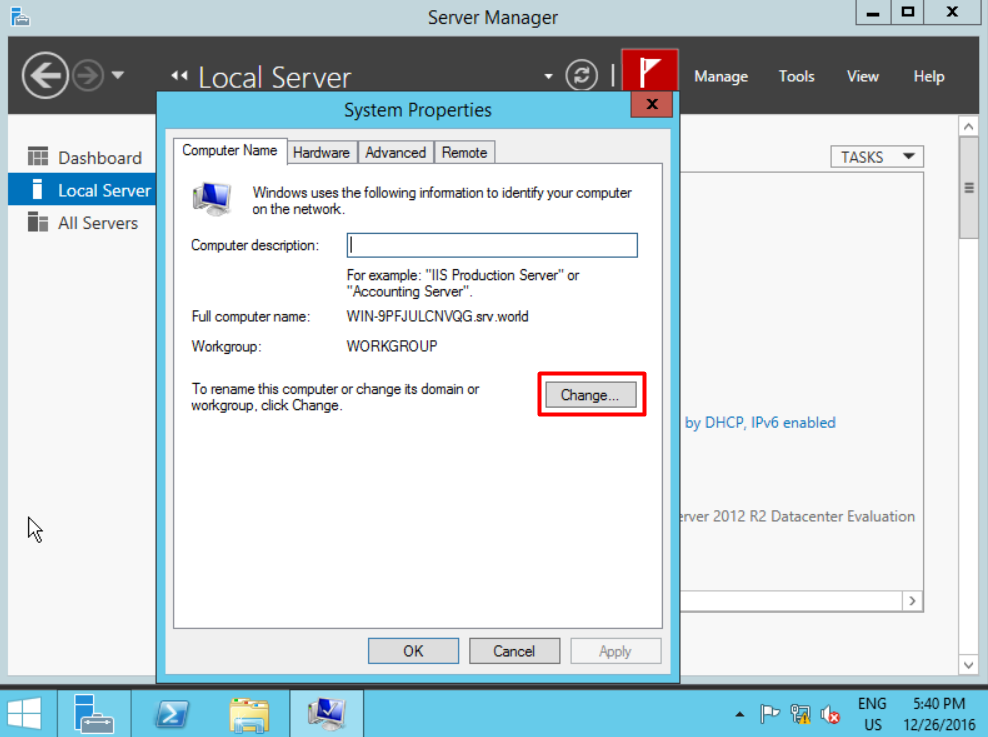 Server Manager
Local Server
Manage Tools View Help
System Properties
Dashboard
Local Server
All Servers
TASKS
Computer Name Hardware Advanced Remote
Windows uses the following information to identify your computer
on the network.
Computer description:
For example: "IIS Production Server" or
"Accounting Server".
Full computer name: WIN-9PFJULCNVQG.srv.world
Workgroup: WORKGROUP
To rename this computer or change its domain or
workgroup, click Change.
Change...
by DHCP, IPv6 enabled
2012 R2 Datacenter Evaluation
OK Cancel Apply
ENG 5:40 PM
US 12/26/2016